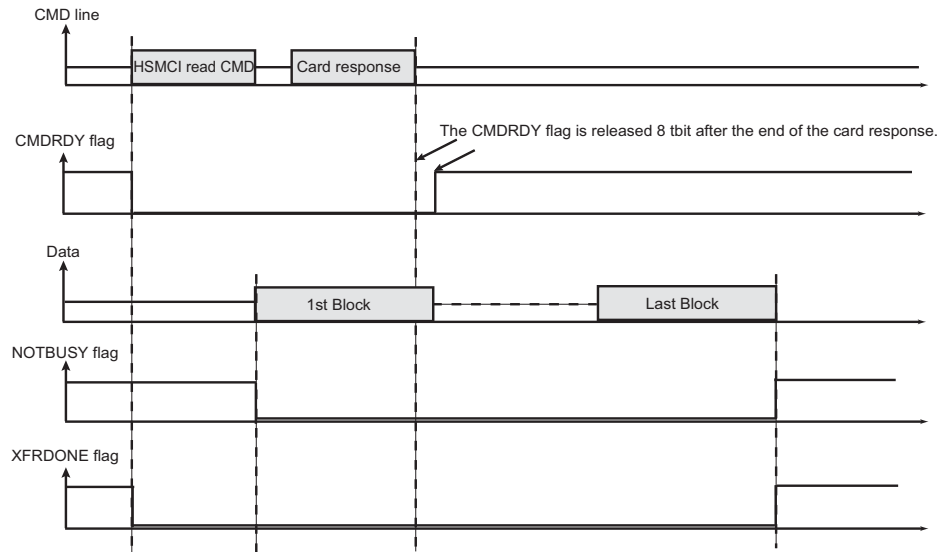 CMD line
HSMCI read CMD
Card response
The CMDRDY flag is released 8 tbit after the end of the card response.
CMDRDY flag
Data
1st Block
Last Block
NOTBUSY flag
XFRDONE flag